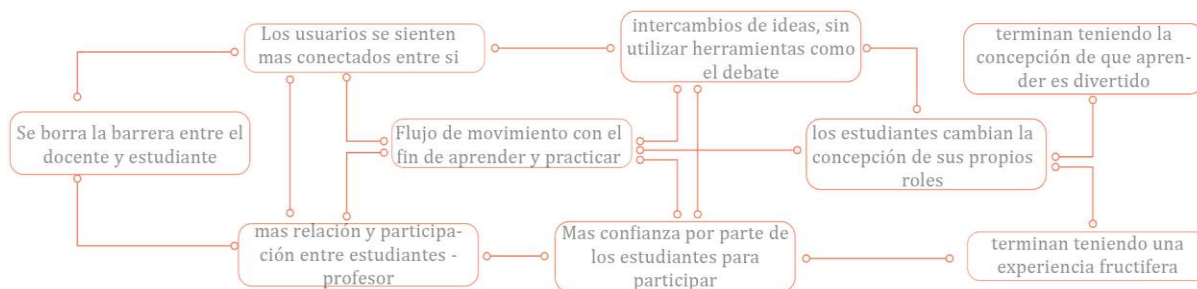 Los usuarios se sienten
mas conectados entre si
intercambios de ideas, sin
utilizar herramientas como
el debate
terminan teniendo la
concepción de que apren-
der es divertido
Se borra la barrera entre el
docente y estudiante
Flujo de movimiento con el
fin de aprender y practicar
los estudiantes cambian la
concepción de sus propios
roles
mas relación y participa-
ción entre estudiantes -
profesor
Mas confianza por parte de
los estudiantes para
participar
terminan teniendo una
experiencia fructifera